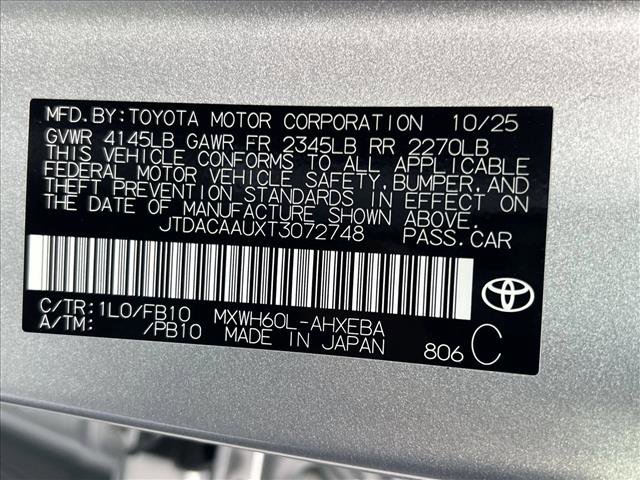 MFD. BY: TOYOTA MOTOR CORPORATION 10/25
GVWR 4145LB GAWR FR 2345LB RR 2270LB
THIS VEHICLE CONFORMS TO ALL APPLICABLE
FEDERAL MOTOR VEHICLE SAFETY, BUMPER, AND
THEFT PREVENTION STANDARDS IN EFFECT ON
DATE OF MANUFACTURE SHOWN ABOVE.
JTDACAAUXT3072748 PASS. CAR
C/TR: 1L0/FB10 MXWH60L-AHXEBA
A/TM: /PB10 MADE IN JAPAN 806 C